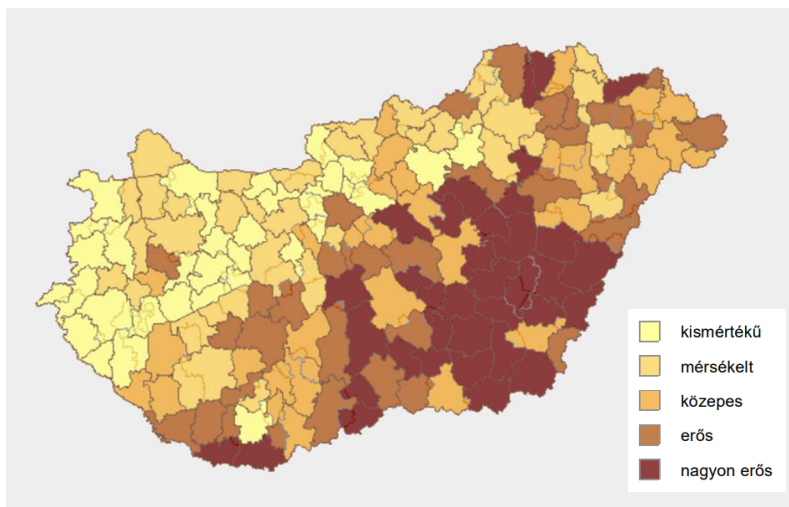 kismértékű
mérsékelt
közepes
erős
nagyon erős